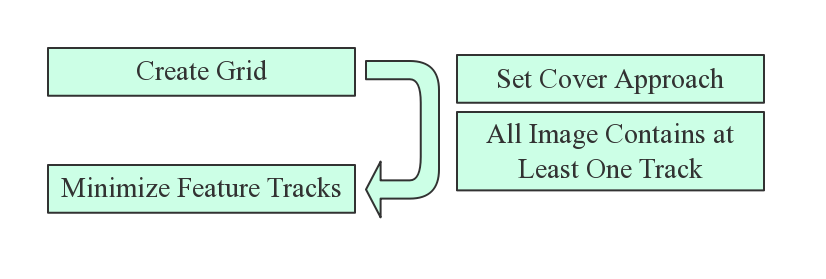 Create Grid
Minimize Feature Tracks
Set Cover Approach
All Image Contains at
Least One Track